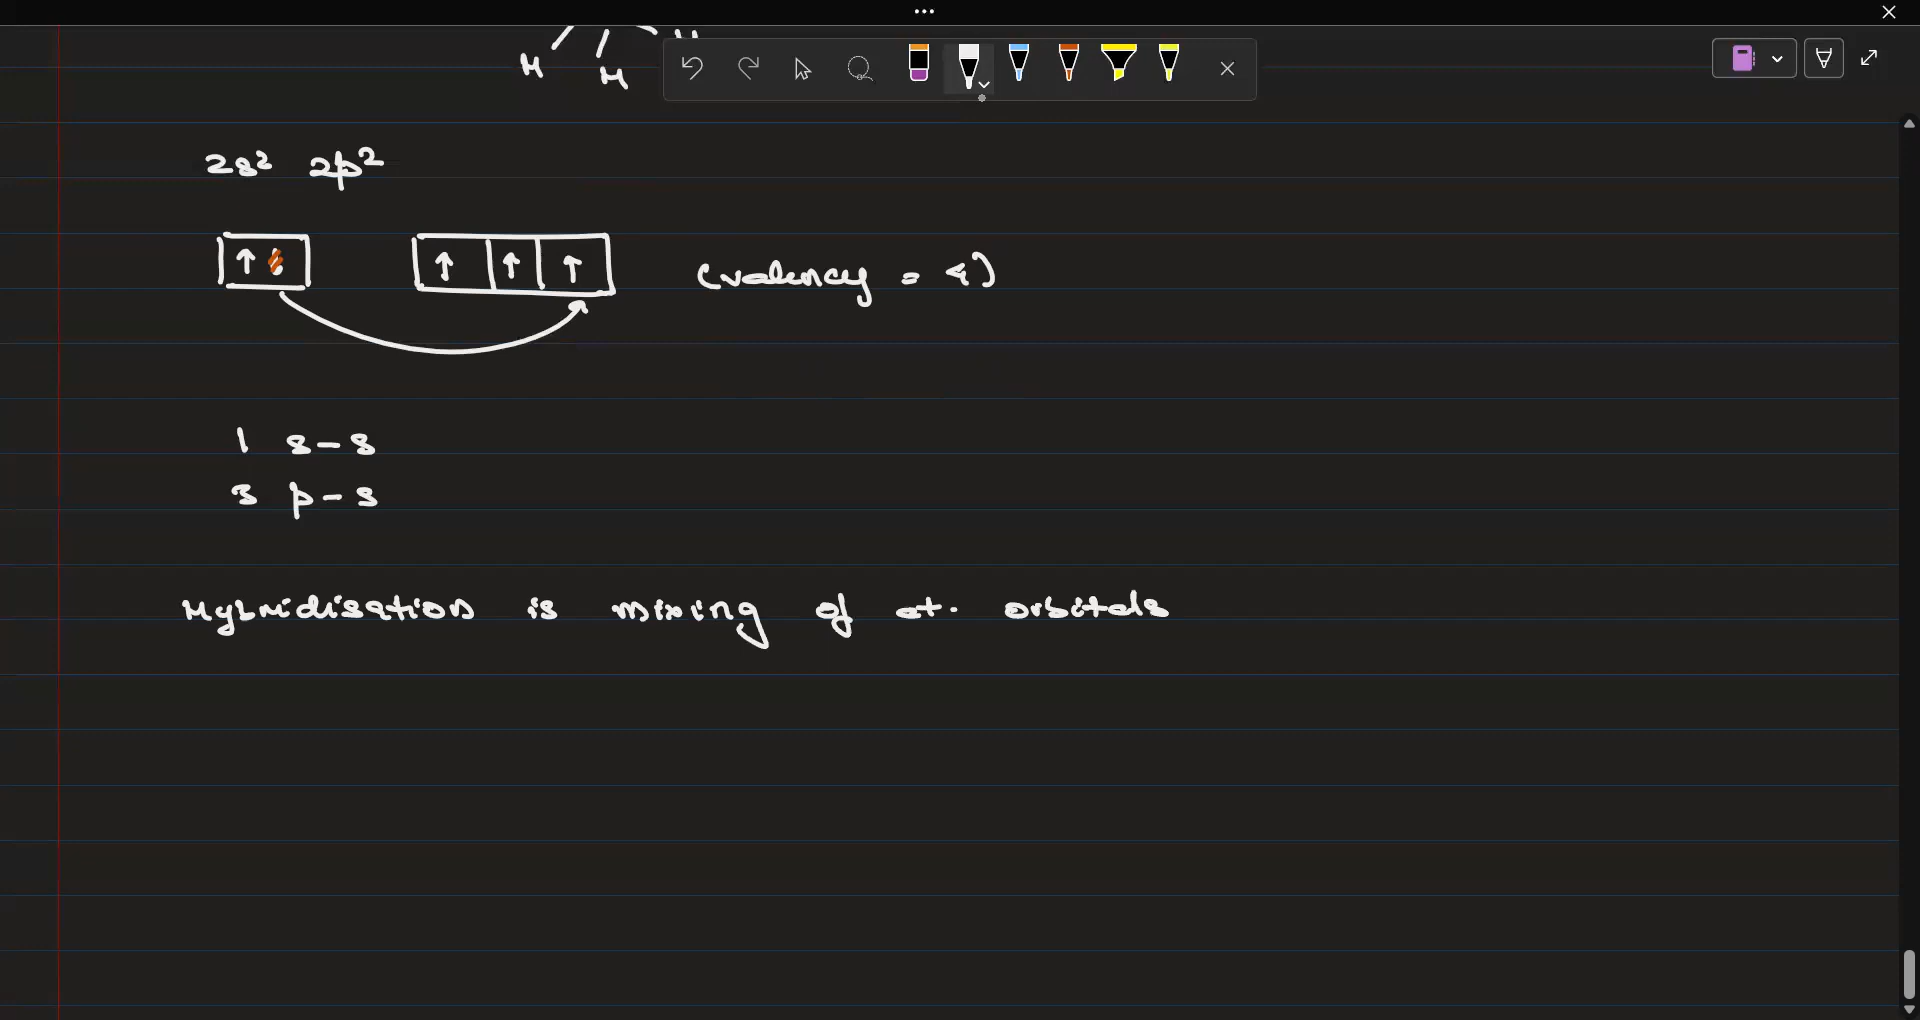 H H H
2s² 2p²
↑ ↑ ↑ ↑ (valency = 4)
1 s-s
3 p-s
Hybridisation is mixing of at. orbitals